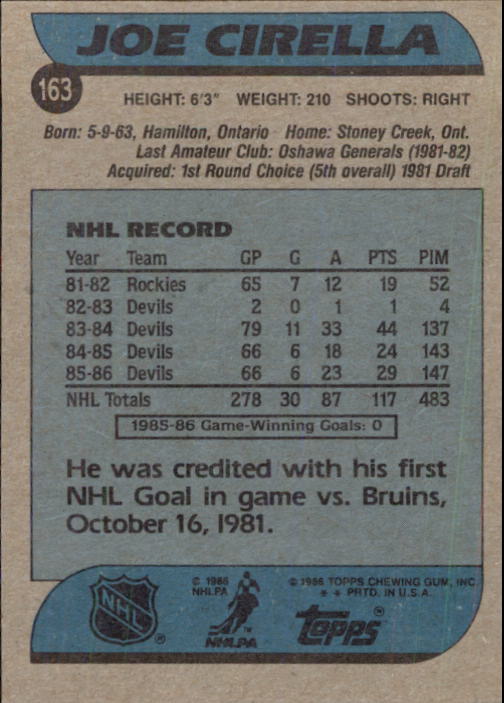 JOE CIRELLA
163
HEIGHT: 6'3" WEIGHT: 210 SHOOTS: RIGHT
Born: 5-9-63, Hamilton, Ontario Home: Stoney Creek, Ont.
Last Amateur Club: Oshawa Generals (1981-82)
Acquired: 1st Round Choice (5th overall) 1981 Draft
NHL RECORD
Year Team GP G A PTS PIM
81-82 Rockies 65 7 12 19 52
82-83 Devils 2 0 1 1 4
83-84 Devils 79 11 33 44 137
84-85 Devils 66 6 18 24 143
85-86 Devils 66 6 23 29 147
NHL Totals 278 30 87 117 483
1985-86 Game-Winning Goals: 0
He was credited with his first
NHL Goal in game vs. Bruins,
October 16, 1981.
© 1986 © 1986 TOPPS CHEWING GUM, INC
NHLPA ** PRTD. IN U.S.A.
NHL ® NHLPA ™ Topps ™